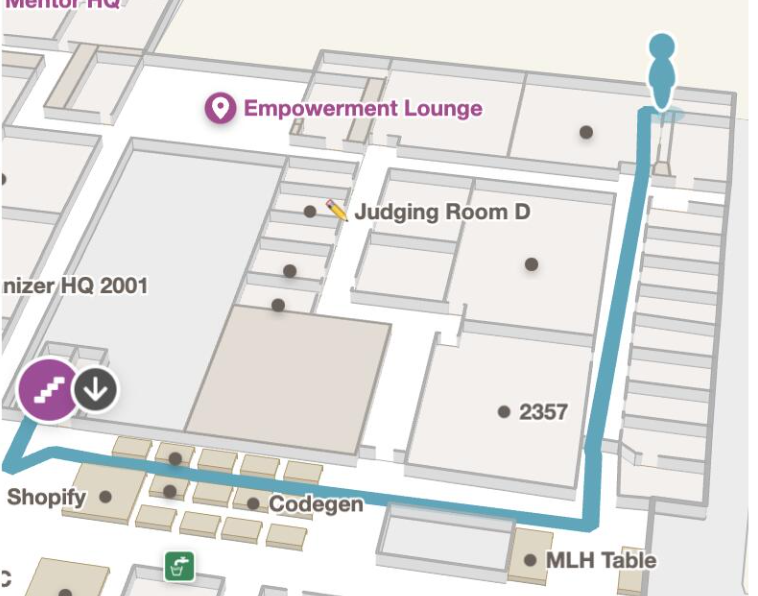 Mentor HQ
Empowerment Lounge
Judging Room D
nizer HQ 2001
2357
Shopify
Codegen
MLH Table
C